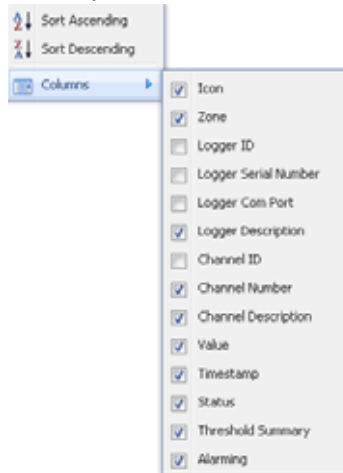 Sort Ascending
Sort Descending
Columns
Icon
Zone
Logger ID
Logger Serial Number
Logger Com Port
Logger Description
Channel ID
Channel Number
Channel Description
Value
Timestamp
Status
Threshold Summary
Alarming